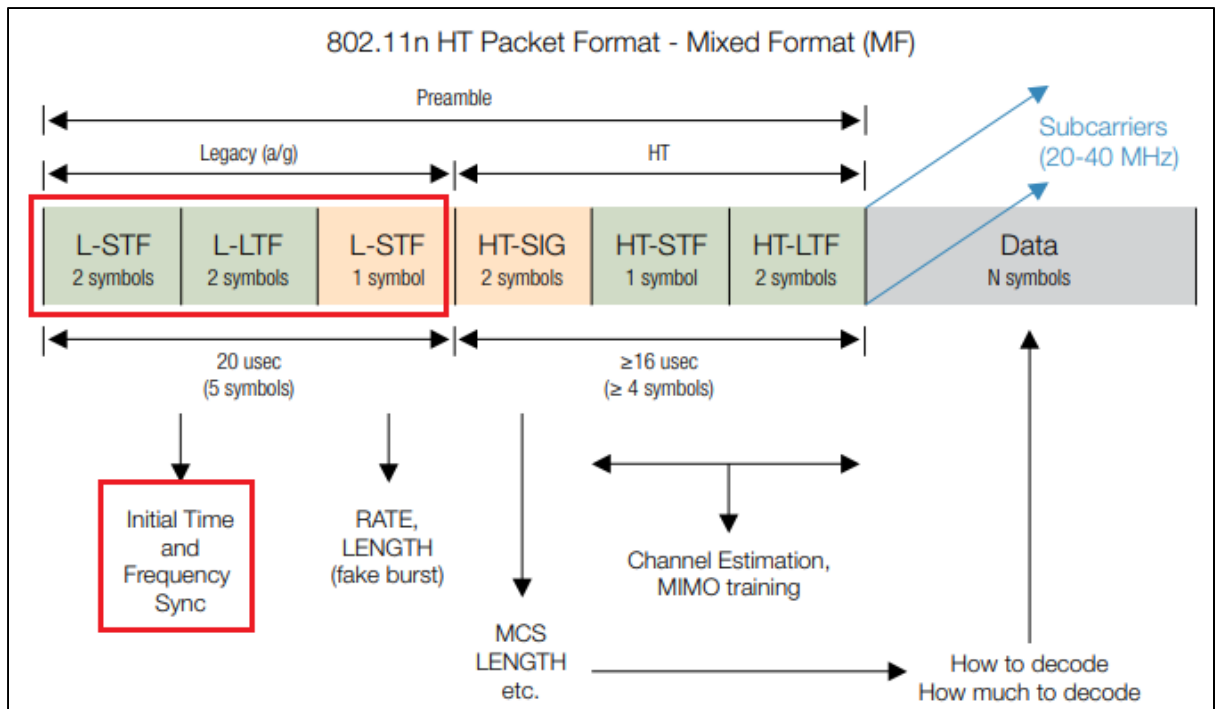 802.11n HT Packet Format - Mixed Format (MF)
Preamble
Subcarriers
(20-40 MHz)
Legacy (a/g)
HT
L-STF
2 symbols
L-LTF
2 symbols
L-STF
1 symbol
HT-SIG
2 symbols
HT-STF
1 symbol
HT-LTF
2 symbols
Data
N symbols
20 usec
(5 symbols)
≥16 usec
(≥ 4 symbols)
Initial Time
and
Frequency
Sync
RATE,
LENGTH
(fake burst)
Channel Estimation,
MIMO training
MCS
LENGTH
etc.
How to decode
How much to decode